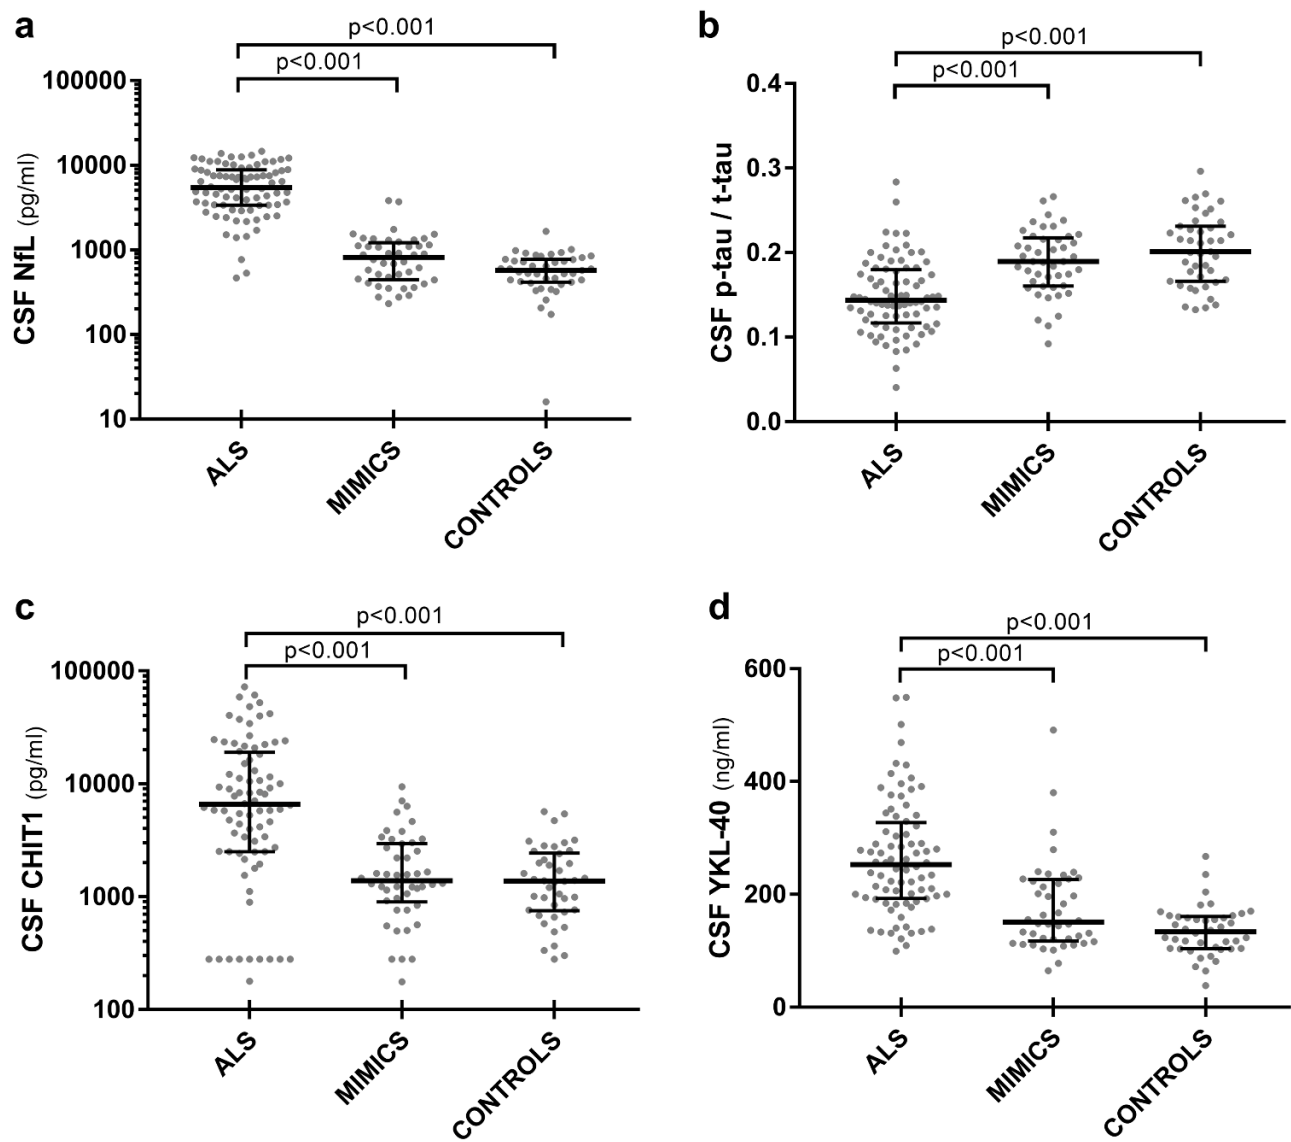 a
p<0.001
p<0.001
100000
10000
1000
100
10
CSF NfL (pg/ml)
ALS
MIMICS
CONTROLS
b
p<0.001
p<0.001
0.4
0.3
0.2
0.1
0.0
CSF p-tau / t-tau
ALS
MIMICS
CONTROLS
c
p<0.001
p<0.001
100000
10000
1000
100
CSF CHIT1 (pg/ml)
ALS
MIMICS
CONTROLS
d
p<0.001
p<0.001
600
400
200
0
CSF YKL-40 (ng/ml)
ALS
MIMICS
CONTROLS